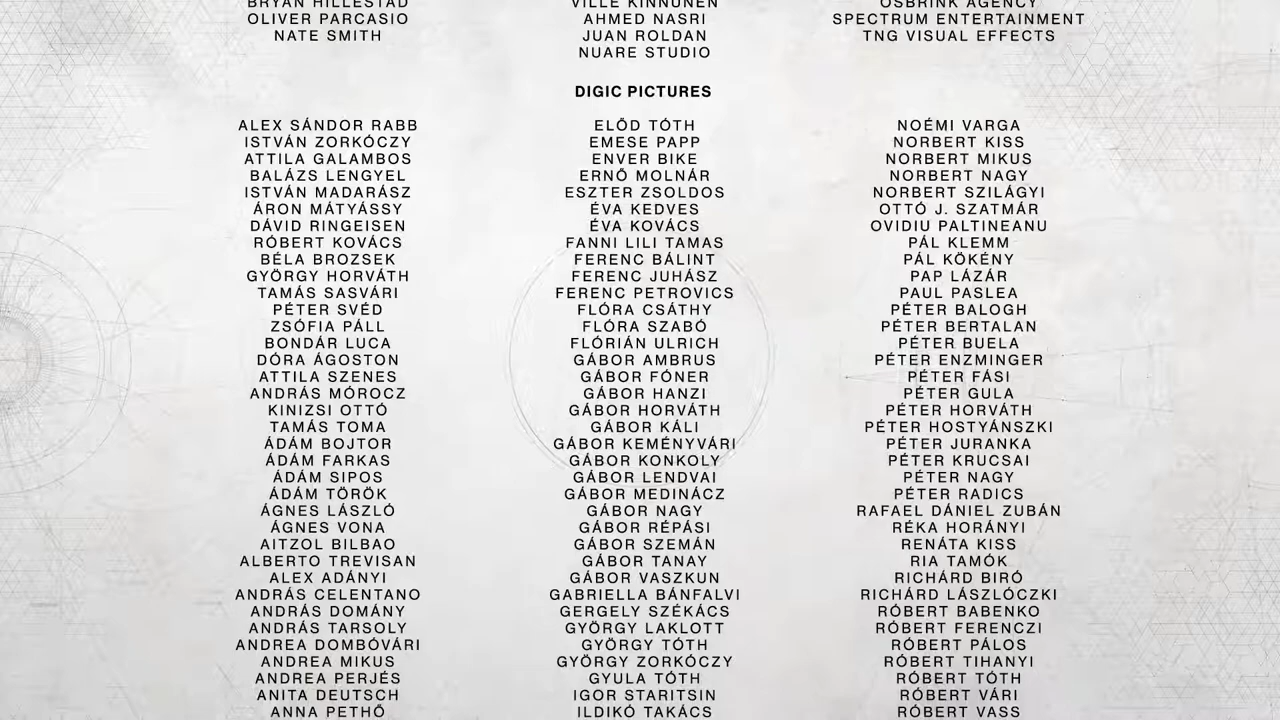 BRYAN HILLESTAD
OLIVER PARCASIO
NATE SMITH
VILLE KINNUNEN
AHMED NASRI
JUAN ROLDAN
NUARE STUDIO
OSBRINK AGENCY
SPECTRUM ENTERTAINMENT
TNG VISUAL EFFECTS
DIGIC PICTURES
ALEX SÁNDOR RABB
ISTVÁN ZORKÓCZY
ATTILA GALAMBOS
BALÁZS LENGYEL
ISTVÁN MADARÁSZ
ÁRON MÁTYÁSSY
DÁVID RINGEISEN
RÓBERT KOVÁCS
BÉLA BROZSEK
GYÖRGY HORVÁTH
TAMÁS SASVÁRI
PÉTER SVÉD
ZSÓFIA PÁLL
BONDÁR LUCA
DÓRA ÁGOSTON
ATTILA SZENES
ANDRÁS MÓROCZ
KINIZSI OTTÓ
TAMÁS TOMA
ÁDÁM BOJTOR
ÁDÁM FARKAS
ÁDÁM SIPOS
ÁDÁM TÖRÖK
ÁGNES LÁSZLÓ
ÁGNES VONA
AITZOL BILBAO
ALBERTO TREVISAN
ALEX ADÁNYI
ANDRÁS CELENTANO
ANDRÁS DOMÁNY
ANDRÁS TARSOLY
ANDREA DOMBÓVÁRI
ANDREA MIKUS
ANDREA PERJÉS
ANITA DEUTSCH
ANNA PETHŐ
ELŐD TÓTH
EMESE PAPP
ENVER BIKE
ERNŐ MOLNÁR
ESZTER ZSOLDOS
ÉVA KEDVES
ÉVA KOVÁCS
FANNI LILI TAMAS
FERENC BÁLINT
FERENC JUHÁSZ
FERENC PETROVICS
FLÓRA CSÁTHY
FLÓRA SZABÓ
FLÓRIÁN ULRICH
GÁBOR AMBRUS
GÁBOR FÓNER
GÁBOR HANZI
GÁBOR HORVÁTH
GÁBOR KÁLI
GÁBOR KEMÉNYVÁRI
GÁBOR KONKOLY
GÁBOR LENDVAI
GÁBOR MEDINÁCZ
GÁBOR NAGY
GÁBOR RÉPÁSI
GÁBOR SZEMÁN
GÁBOR TANAY
GÁBOR VASZKUN
GABRIELLA BÁNFALVI
GERGELY SZÉKÁCS
GYÖRGY LAKLOTT
GYÖRGY TÓTH
GYÖRGY ZORKÓCZY
GYULA TÓTH
IGOR STARITSIN
ILDIKÓ TAKÁCS
NOÉMI VARGA
NORBERT KISS
NORBERT MIKUS
NORBERT NAGY
NORBERT SZILÁGYI
OTTÓ J. SZATMÁR
OVIDIU PALTINEANU
PÁL KLEMM
PÁL KÖKÉNY
PAP LÁZÁR
PAUL PASLEA
PÉTER BALOGH
PÉTER BERTALAN
PÉTER BUELA
PÉTER ENZMINGER
PÉTER FÁSI
PÉTER GULA
PÉTER HORVÁTH
PÉTER HOSTYÁNSZKI
PÉTER JURANKA
PÉTER KRUCSAI
PÉTER NAGY
PÉTER RADICS
RAFAEL DÁNIEL ZUBÁN
RÉKA HORÁNYI
RENÁTA KISS
RIA TAMÓK
RICHÁRD BIRÓ
RICHÁRD LÁSZLÓCZKI
RÓBERT BABENKO
RÓBERT FERENCZI
RÓBERT PÁLOS
RÓBERT TIHANYI
RÓBERT TÓTH
RÓBERT VÁRI
RÓBERT VASS